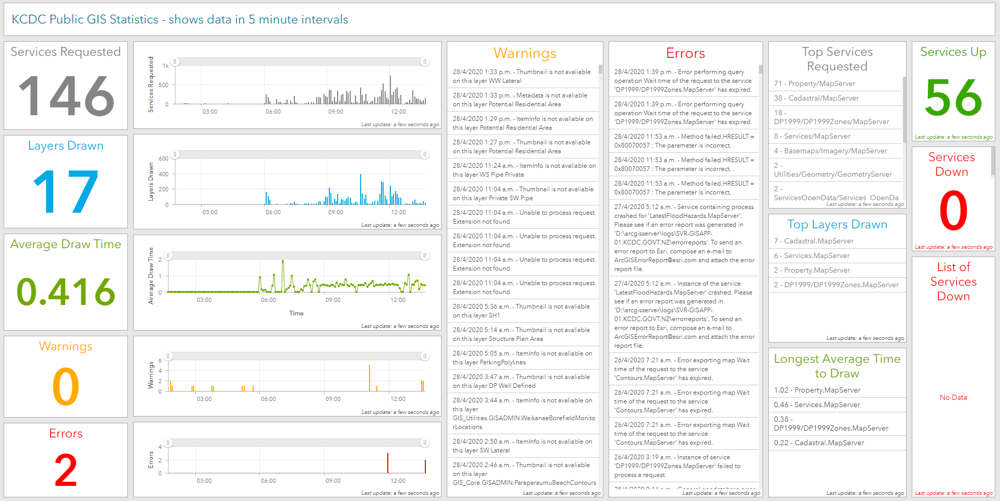 KCDC Public GIS Statistics - shows data in 5 minute intervals
Services Requested
146
Layers Drawn
17
Average Draw Time
0.416
Warnings
0
Errors
2
Services Requested
1k
500
0
03:00
06:00
09:00
12:00
Last update: a few seconds ago
Layers Drawn
600
400
200
0
03:00
06:00
09:00
12:00
Last update: a few seconds ago
Average Draw Time
2
1
0
03:00
06:00
09:00
12:00
Time
Last update: a few seconds ago
Warnings
6
4
2
0
03:00
06:00
09:00
12:00
Last update: a few seconds ago
Errors
4
2
0
03:00
06:00
09:00
12:00
Last update: a few seconds ago
Warnings
28/4/2020 1:33 p.m. - Thumbnail is not avaliable
on this layer WW Lateral
28/4/2020 1:33 p.m. - Metadata is not avaliable
on this layer Potential Residential Area
28/4/2020 1:29 p.m. - ItemInfo is not avaliable on
this layer Potential Residential Area
28/4/2020 1:27 p.m. - Thumbnail is not avaliable
on this layer Potential Residential Area
28/4/2020 11:24 a.m. - ItemInfo is not avaliable on
this layer WS Pipe Private
28/4/2020 11:04 a.m. - Thumbnail is not avaliable
on this layer Private SW Pipe
28/4/2020 11:04 a.m. - Unable to process request.
Extension not found
28/4/2020 11:04 a.m. - Unable to process request.
Extension not found
28/4/2020 11:04 a.m. - Unable to process request.
Extension not found
28/4/2020 11:04 a.m. - Unable to process request.
Extension not found
28/4/2020 5:36 a.m. - Thumbnail is not avaliable
on this layer SH1
28/4/2020 5:14 a.m. - Thumbnail is not avaliable
on this layer Structure Plan Area
28/4/2020 5:05 a.m. - ItemInfo is not avaliable on
this layer ParkingPolylines
28/4/2020 3:47 a.m. - Thumbnail is not avaliable
on this layer DP Well Defined
28/4/2020 3:44 a.m. - ItemInfo is not avaliable on
this layer
GIS_Utilities.GISADMIN.WaikanaeBorefieldMonito
rLocations
28/4/2020 2:50 a.m. - ItemInfo is not avaliable on
this layer SW Lateral
28/4/2020 2:46 a.m. - Thumbnail is not avaliable
on this layer
GIS_Core.GISADMIN.ParaparaumuBeachContours
Last update: a few seconds ago
Errors
28/4/2020 1:39 p.m. - Error performing query
operation Wait time of the request to the service
'DP1999/DP1999Zones.MapServer' has expired.
28/4/2020 1:39 p.m. - Error performing query
operation Wait time of the request to the service
'DP1999/DP1999Zones.MapServer' has expired.
28/4/2020 11:53 a.m. - Method failed.HRESULT =
0x80070057 : The parameter is incorrect. .
28/4/2020 11:53 a.m. - Method failed.HRESULT =
0x80070057 : The parameter is incorrect. .
28/4/2020 11:53 a.m. - Method failed.HRESULT =
0x80070057 : The parameter is incorrect. .
27/4/2020 5:12 a.m. - Service containing process
crashed for 'LatestFloodHazards.MapServer'.
Please see if an error report was generated in
'D:\arcgisserver\logs\SVR-GISAPP-
01.KCDC.GOVT.NZ\errorreports'. To send an
error report to Esri, compose an e-mail to
ArcGISErrorReport@esri.com and attach the error
report file.
27/4/2020 5:12 a.m. - Instance of the service
'LatestFloodHazards.MapServer' crashed. Please
see if an error report was generated in
'D:\arcgisserver\logs\SVR-GISAPP-
01.KCDC.GOVT.NZ\errorreports'. To send an
error report to Esri, compose an e-mail to
ArcGISErrorReport@esri.com and attach the error
report file.
26/4/2020 7:21 a.m. - Error exporting map Wait
time of the request to the service
'Contours.MapServer' has expired.
26/4/2020 7:21 a.m. - Error exporting map Wait
time of the request to the service
'Contours.MapServer' has expired.
26/4/2020 7:21 a.m. - Error exporting map Wait
time of the request to the service
'Contours.MapServer' has expired.
26/4/2020 3:19 a.m. - Instance of service
'DP1999/DP1999Zones.MapServer' failed to
process a request.
25/4/2020 9:14 a.m. - General geodatabase error
Last update: a few seconds ago
Top Services
Requested
71 - Property/MapServer
38 - Cadastral/MapServer
18 -
DP1999/DP1999Zones/MapServer
8 - Services/MapServer
4 - Basemaps/Imagery/MapServer
2 -
Utilities/Geometry/GeometryServer
2 -
ServicesOpenData/Services_OpenDa
Last update: a few seconds ago
Top Layers Drawn
7 - Cadastral.MapServer
6 - Services.MapServer
2 - Property.MapServer
2 - DP1999/DP1999Zones.MapServer
Last update: a few seconds ago
Longest Average Time
to Draw
1.02 - Property.MapServer
0.46 - Services.MapServer
0.38 -
DP1999/DP1999Zones.MapServer
0.22 - Cadastral.MapServer
Last update: a few seconds ago
Services Up
56
Last update: a few seconds ago
Services
Down
0
Last update: a few seconds ago
List of
Services
Down
No Data
Last update: a few seconds ago